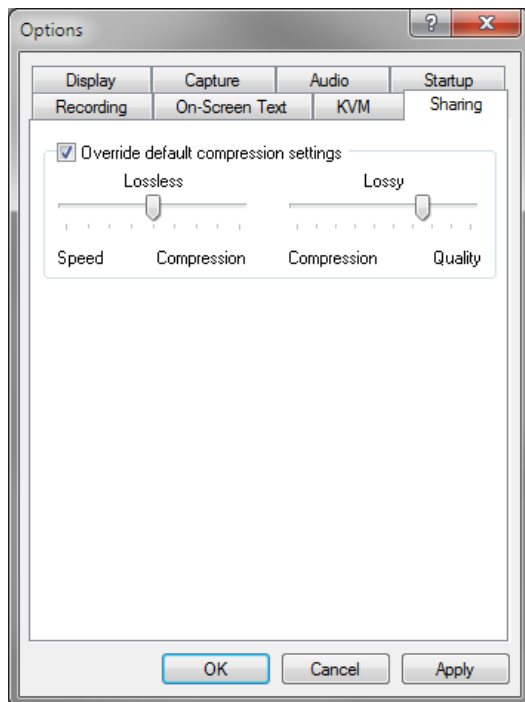 Options
?
Display Capture Audio Startup
Recording On-Screen Text KVM Sharing
Override default compression settings
Lossless Lossy
Speed Compression Compression Quality
OK Cancel Apply